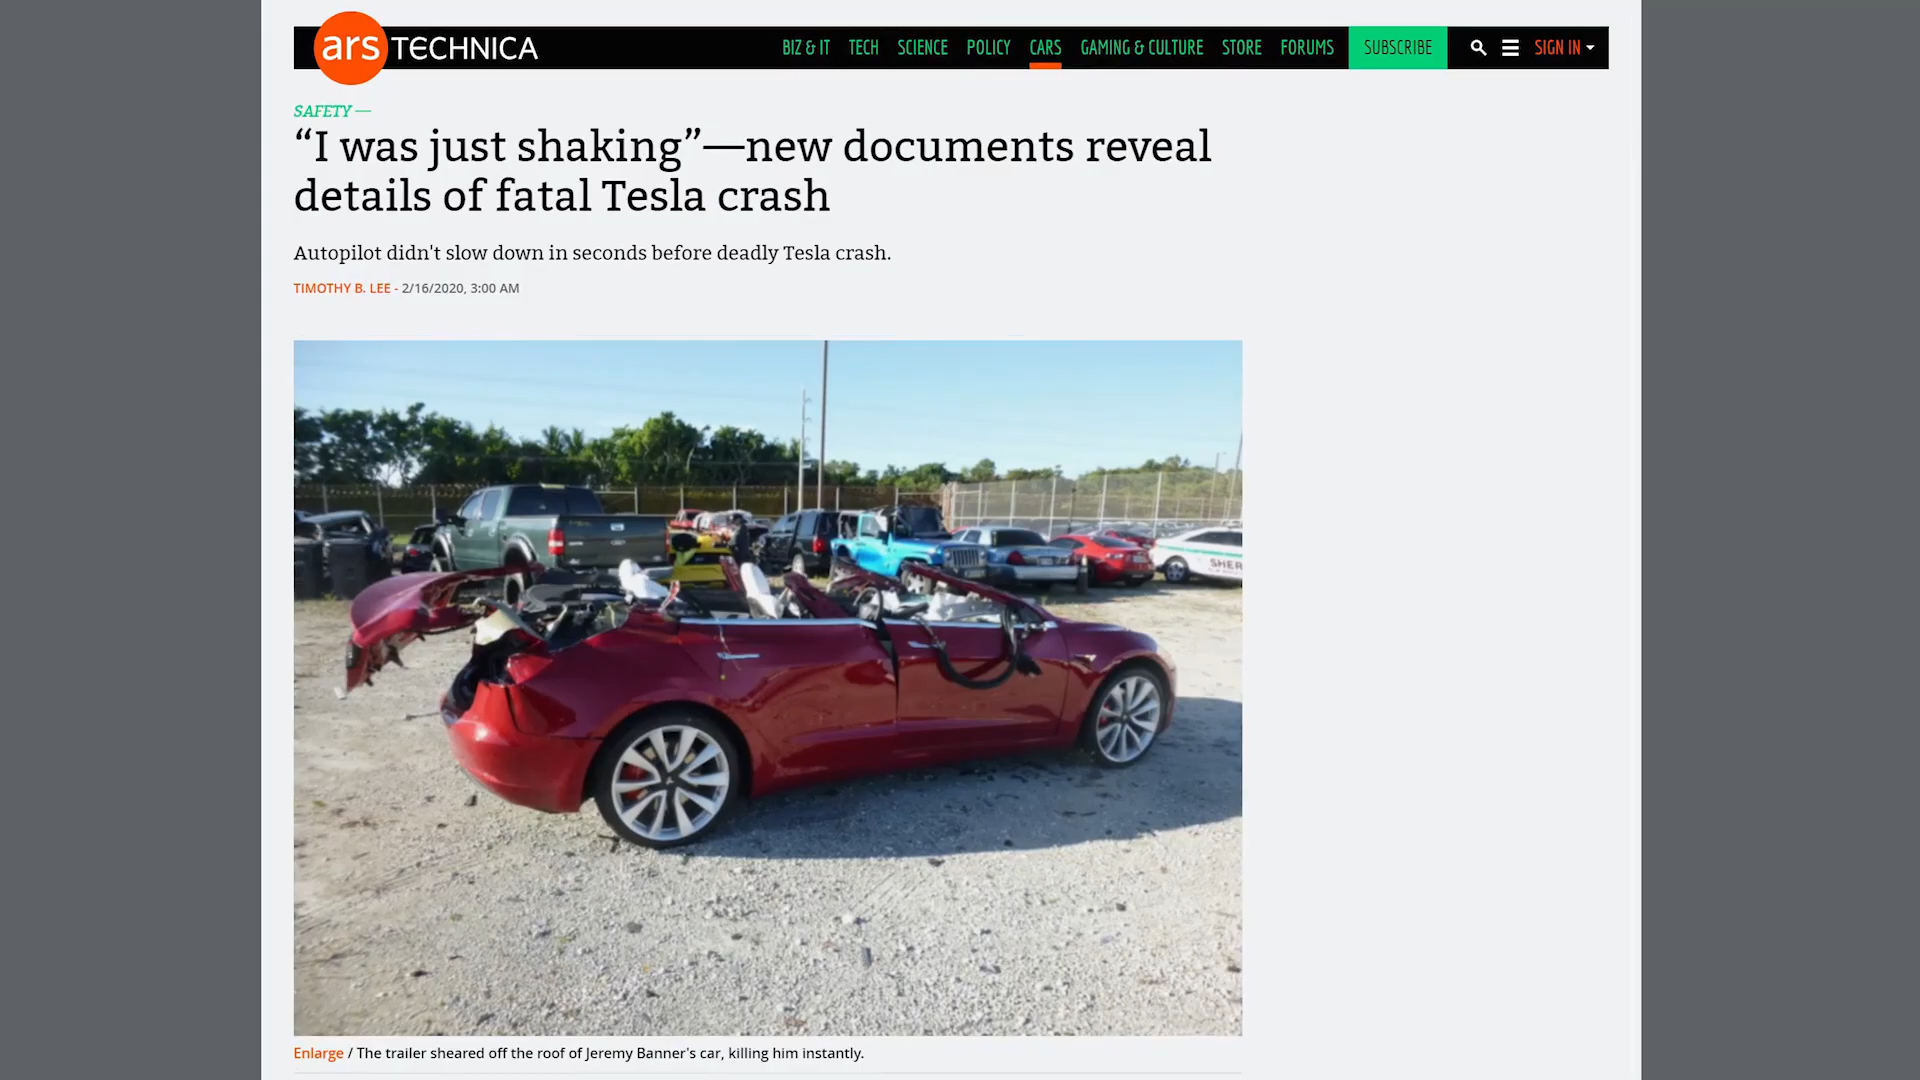 ars TECHNICA
BIZ & IT TECH SCIENCE POLICY CARS GAMING & CULTURE STORE FORUMS SUBSCRIBE SIGN IN
SAFETY —
“I was just shaking”—new documents reveal
details of fatal Tesla crash
Autopilot didn't slow down in seconds before deadly Tesla crash.
TIMOTHY B. LEE - 2/16/2020, 3:00 AM
SHER
Enlarge / The trailer sheared off the roof of Jeremy Banner's car, killing him instantly.